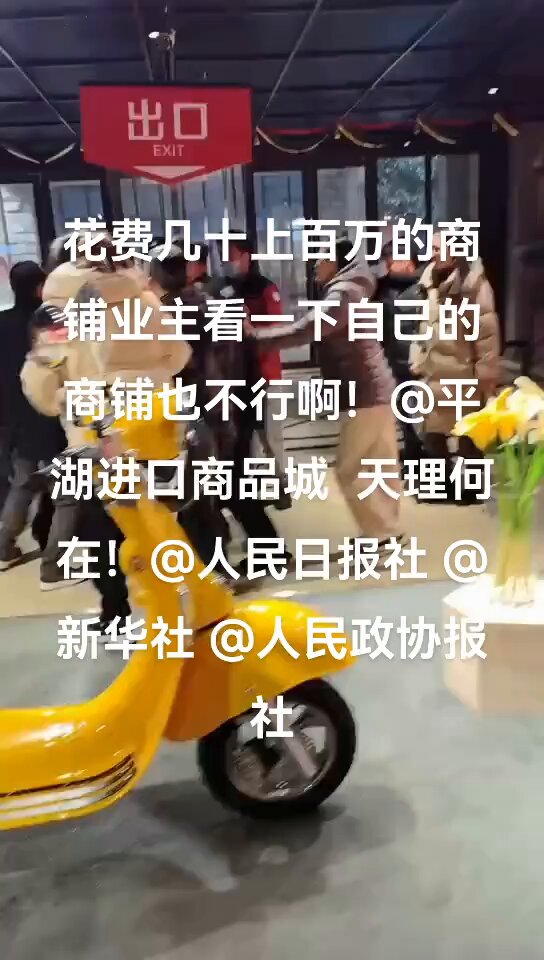 出口
EXIT
花费几十上百万的商
铺业主看一下自己的
商铺也不行啊！@平
湖进口商品城 天理何
在！@人民日报社 @
新华社 @人民政协报
社